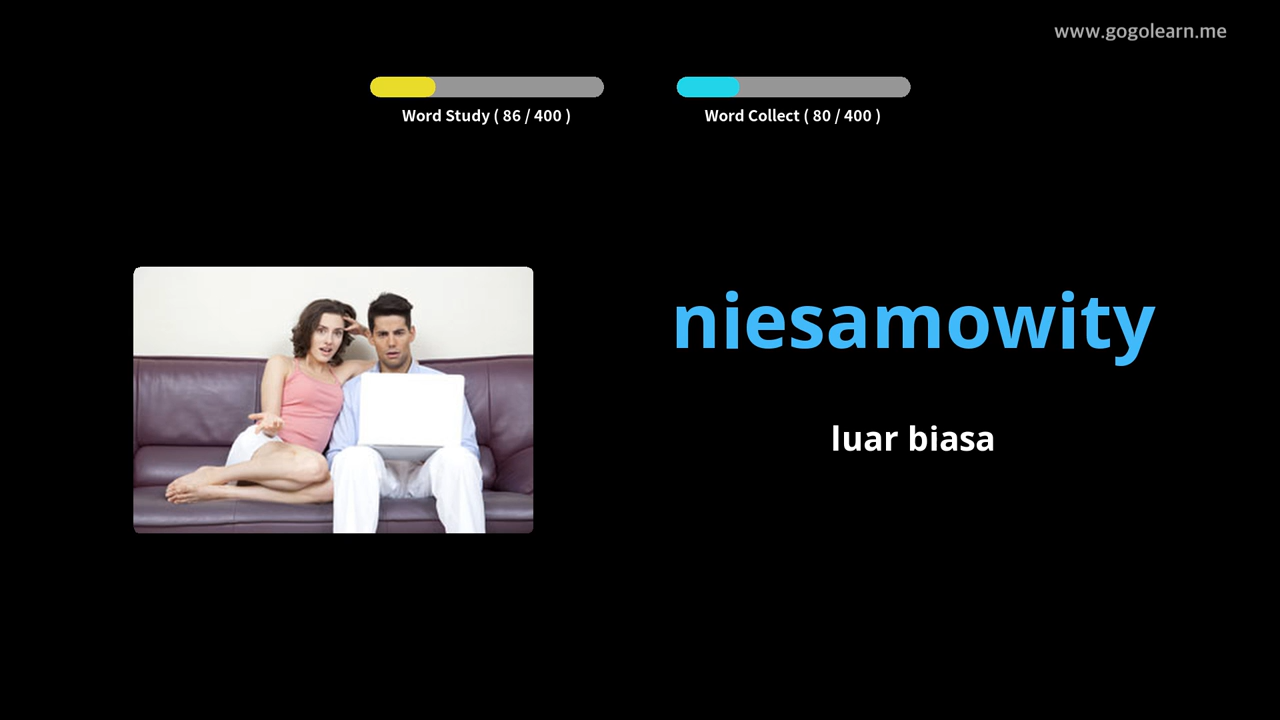 www.gogolearn.me
Word Study ( 86 / 400 )
Word Collect ( 80 / 400 )
niesamowity
luar biasa